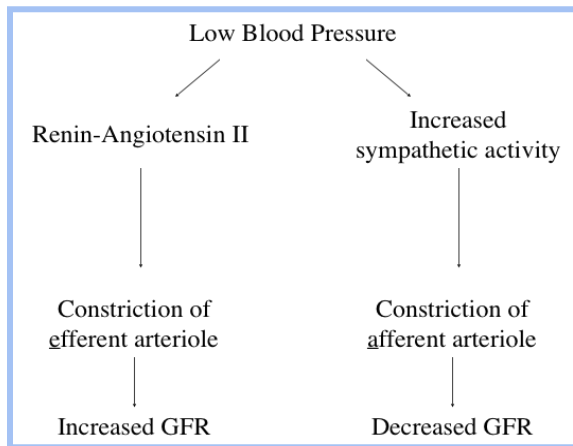 Low Blood Pressure
Renin-Angiotensin II
Increased
sympathetic activity
Constriction of
efferent arteriole
Constriction of
afferent arteriole
Increased GFR
Decreased GFR